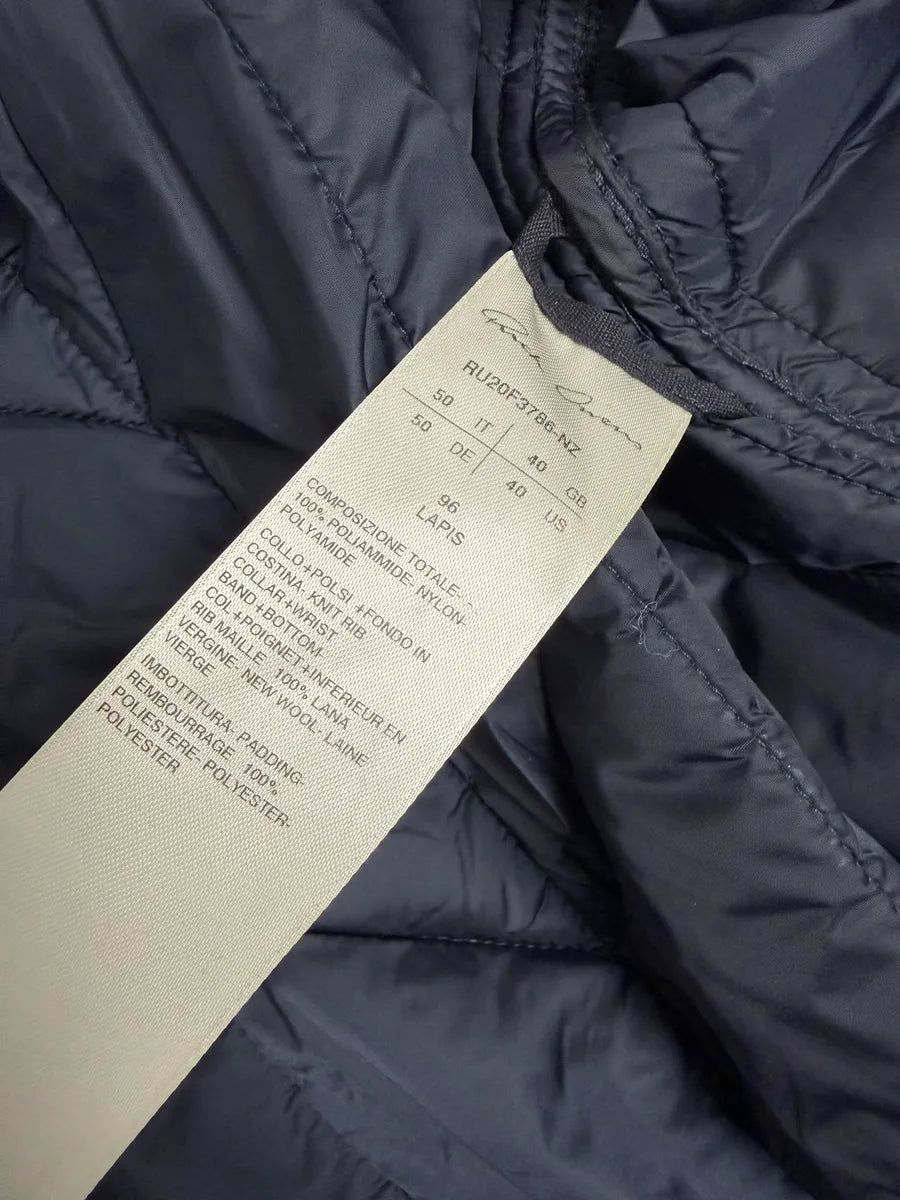 Rick Owens
RU20F3786-NZ
50 IT 40 GB
50 DE 40 US
96
LAPIS
COMPOSIZIONE TOTALE.
100% POLIAMMIDE- NYLON-
POLYAMIDE
COLLO+POLSI +FONDO IN
COSTINA- KNIT RIB
COLLAR+WRIST
BAND+BOTTOM-
COL+POIGNET+INFERIEUR EN
RIB MAILLE 100% LANA
VERGINE- NEW WOOL- LAINE
VIERGE
IMBOTTITURA- PADDING-
REMBOURRAGE 100%
POLIESTERE- POLYESTER-
POLYESTER